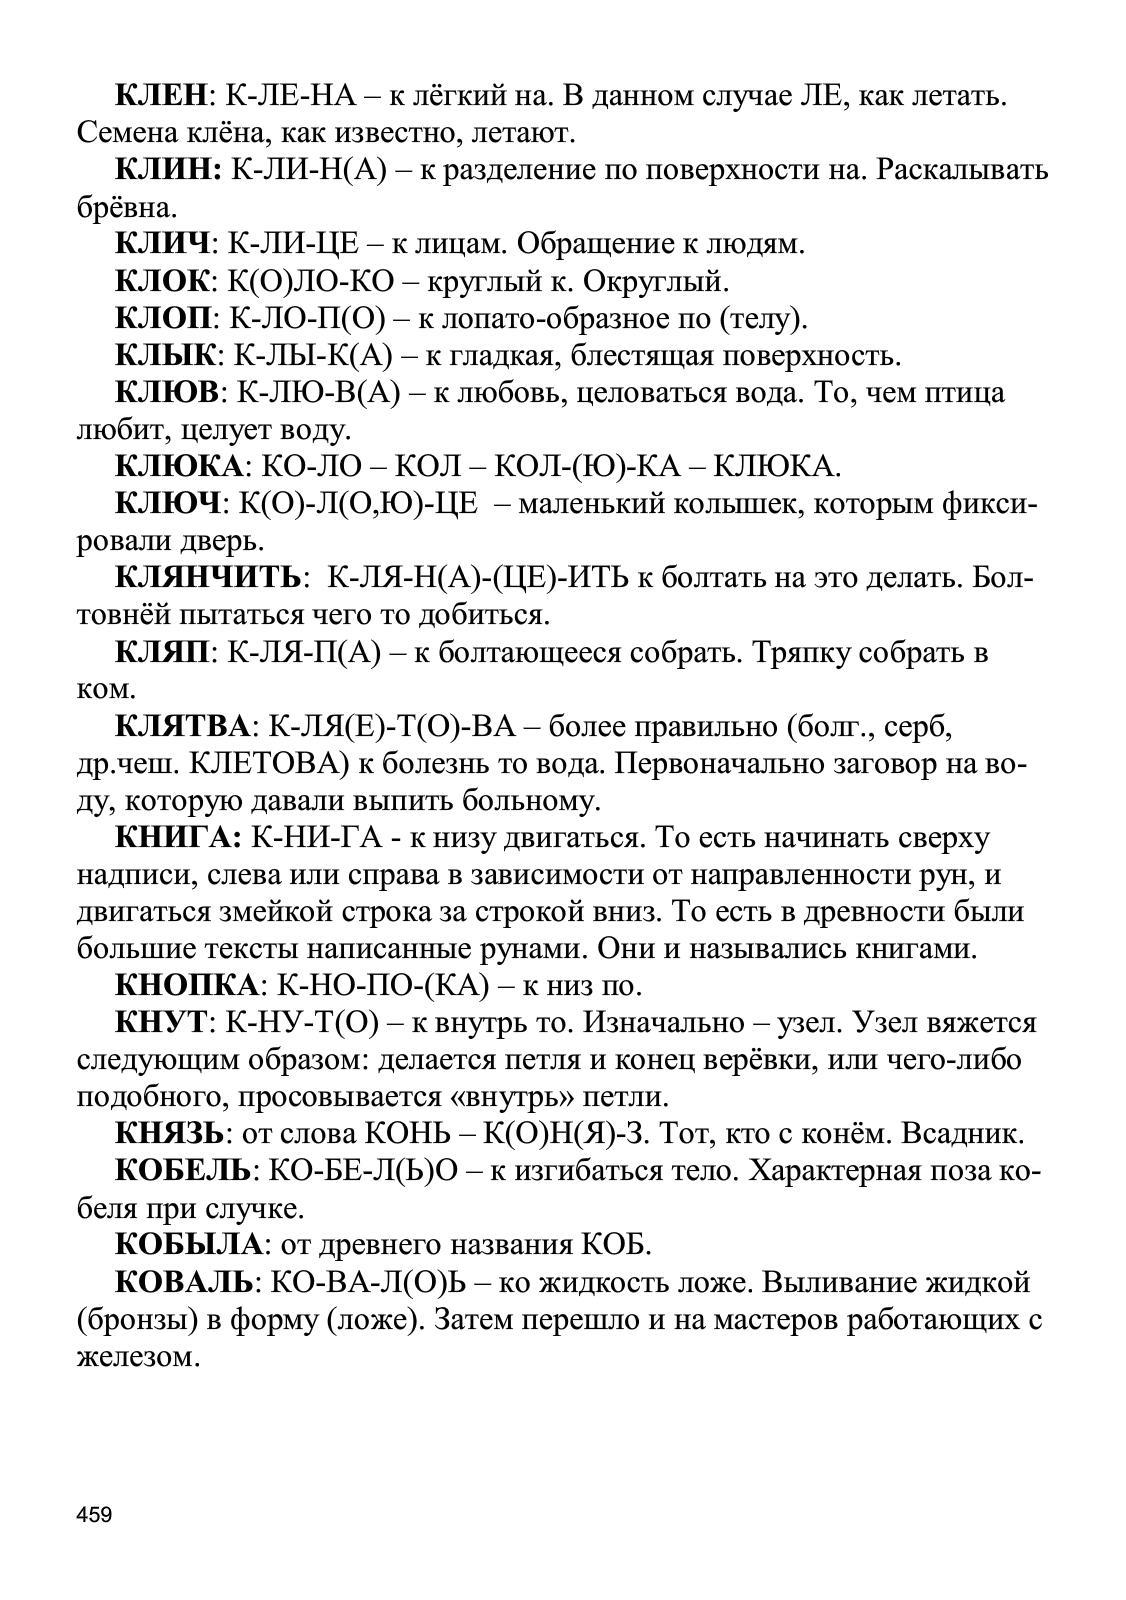 КЛЕН: К-ЛЕ-НА – к лёгкий на. В данном случае ЛЕ, как летать.
Семена клёна, как известно, летают.
КЛИН: К-ЛИ-Н(А) – к разделение по поверхности на. Раскалывать
брёвна.
КЛИЧ: К-ЛИ-ЦЕ – к лицам. Обращение к людям.
КЛОК: К(О)ЛО-КО – круглый к. Округлый.
КЛОП: К-ЛО-П(О) – к лопато-образное по (телу).
КЛЫК: К-ЛЫ-К(А) – к гладкая, блестящая поверхность.
КЛЮВ: К-ЛЮ-В(А) – к любовь, целоваться вода. То, чем птица
любит, целует воду.
КЛЮКА: КО-ЛО – КОЛ – КОЛ-(Ю)-КА – КЛЮКА.
КЛЮЧ: К(О)-Л(О,Ю)-ЦЕ – маленький колышек, которым фикси-
ровали дверь.
КЛЯНЧИТЬ: К-ЛЯ-Н(А)-(ЦЕ)-ИТЬ к болтать на это делать. Бол-
товнёй пытаться чего то добиться.
КЛЯП: К-ЛЯ-П(А) – к болтающееся собрать. Тряпку собрать в
ком.
КЛЯТВА: К-ЛЯ(Е)-Т(О)-ВА – более правильно (болг., серб,
др.чеш. КЛЕТОВА) к болезнь то вода. Первоначально заговор на во-
ду, которую давали выпить больному.
КНИГА: К-НИ-ГА - к низу двигаться. То есть начинать сверху
надписи, слева или справа в зависимости от направленности рун, и
двигаться змейкой строка за строкой вниз. То есть в древности были
большие тексты написанные рунами. Они и назывались книгами.
КНОПКА: К-НО-ПО-(КА) – к низ по.
КНУТ: К-НУ-Т(О) – к внутрь то. Изначально – узел. Узел вяжется
следующим образом: делается петля и конец верёвки, или чего-либо
подобного, просовывается «внутрь» петли.
КНЯЗЬ: от слова КОНЬ – К(О)Н(Я)-З. Тот, кто с конём. Всадник.
КОБЕЛЬ: КО-БЕ-Л(Ь)О – к изгибаться тело. Характерная поза ко-
беля при случке.
КОБЫЛА: от древнего названия КОБ.
КОВАЛЬ: КО-ВА-Л(О)Ь – ко жидкость ложе. Выливание жидкой
(бронзы) в форму (ложе). Затем перешло и на мастеров работающих с
железом.
459